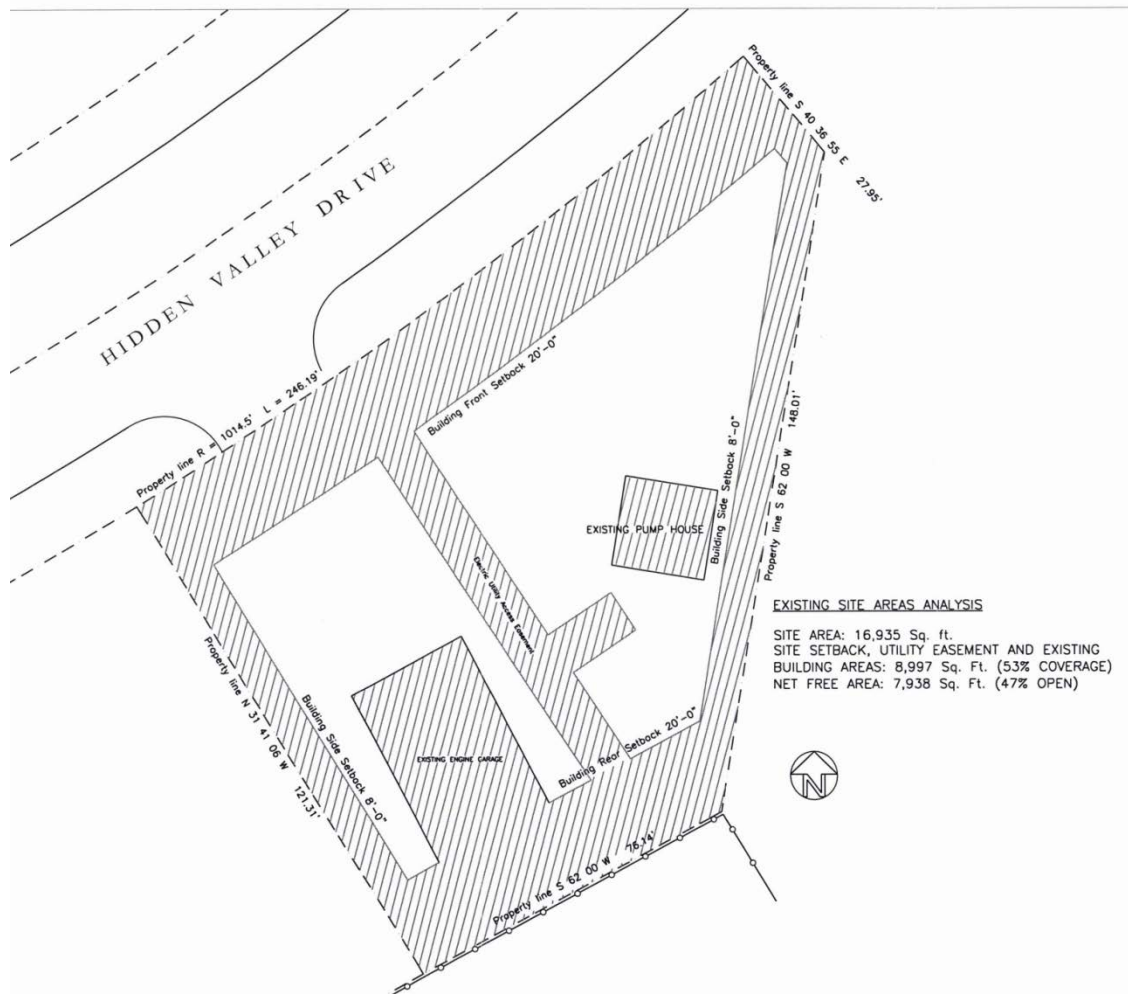 Property line S 40 36 55 E 27.95'
HIDDEN VALLEY DRIVE
Property line R = 1014.5' L = 246.19'
Building Front Setback 20'-0"
Building Side Setback 8'-0"
Property line S 62 00 W 148.01'
EXISTING PUMP HOUSE
Electric Utility Access Easement
EXISTING SITE AREAS ANALYSIS
SITE AREA: 16,935 Sq. ft.
SITE SETBACK, UTILITY EASEMENT AND EXISTING
BUILDING AREAS: 8,997 Sq. Ft. (53% COVERAGE)
NET FREE AREA: 7,938 Sq. Ft. (47% OPEN)
Property line N 31 41 06 W 121.31'
Building Side Setback 8'-0"
EXISTING ENGINE GARAGE
Building Rear Setback 20'-0"
N
Property line S 62 00 W 76.14'